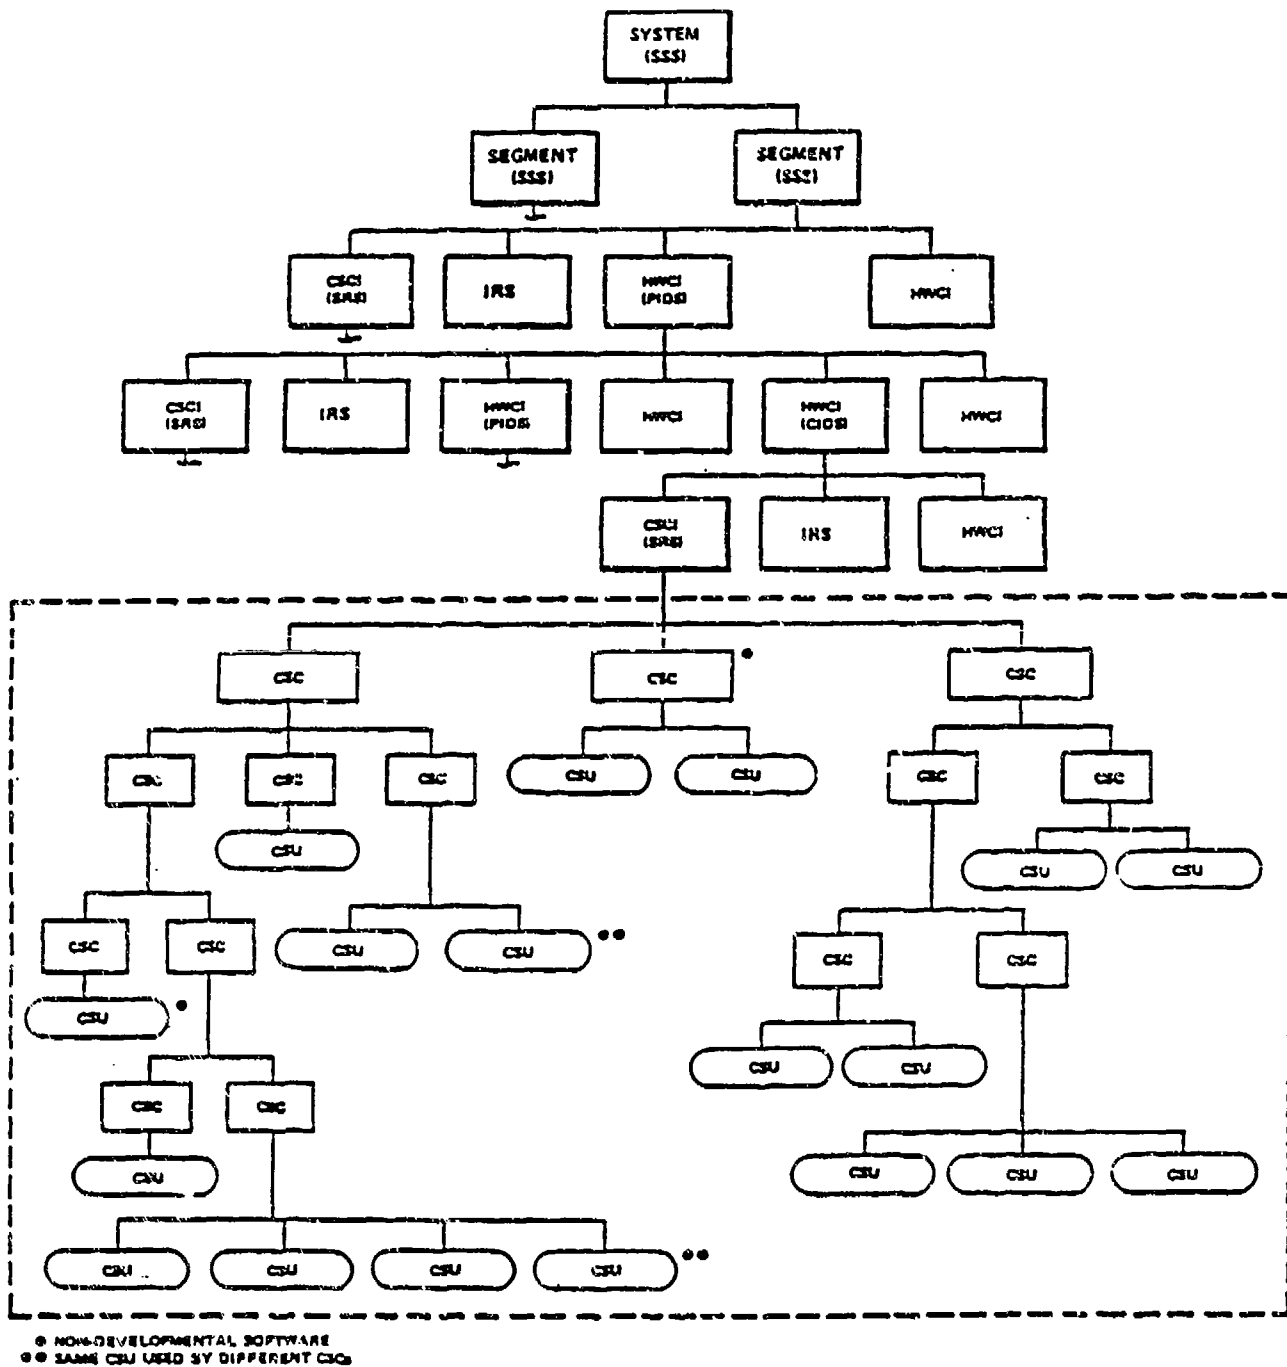 SYSTEM
(SSS)
SEGMENT
(SSS)
SEGMENT
(SSS)
CSCI
(SRS)
IRS
HWCI
(PIDS)
HWCI
CSCI
(SRS)
IRS
HWCI
(PIDS)
HWCI
HWCI
(CIDS)
HWCI
CSCI
(SRS)
IRS
HWCI
CSC
CSC
CSC
CSC
CSC
CSC
CSU
CSU
CSC
CSC
CSU
CSU
CSU
CSC
CSC
CSU
CSU
CSC
CSC
CSU
CSU
CSU
CSC
CSC
CSU
CSU
CSU
CSU
CSU
CSU
CSU
CSU
CSU
● NON-DEVELOPMENTAL SOFTWARE
●● SAME CSU USED BY DIFFERENT CSCs